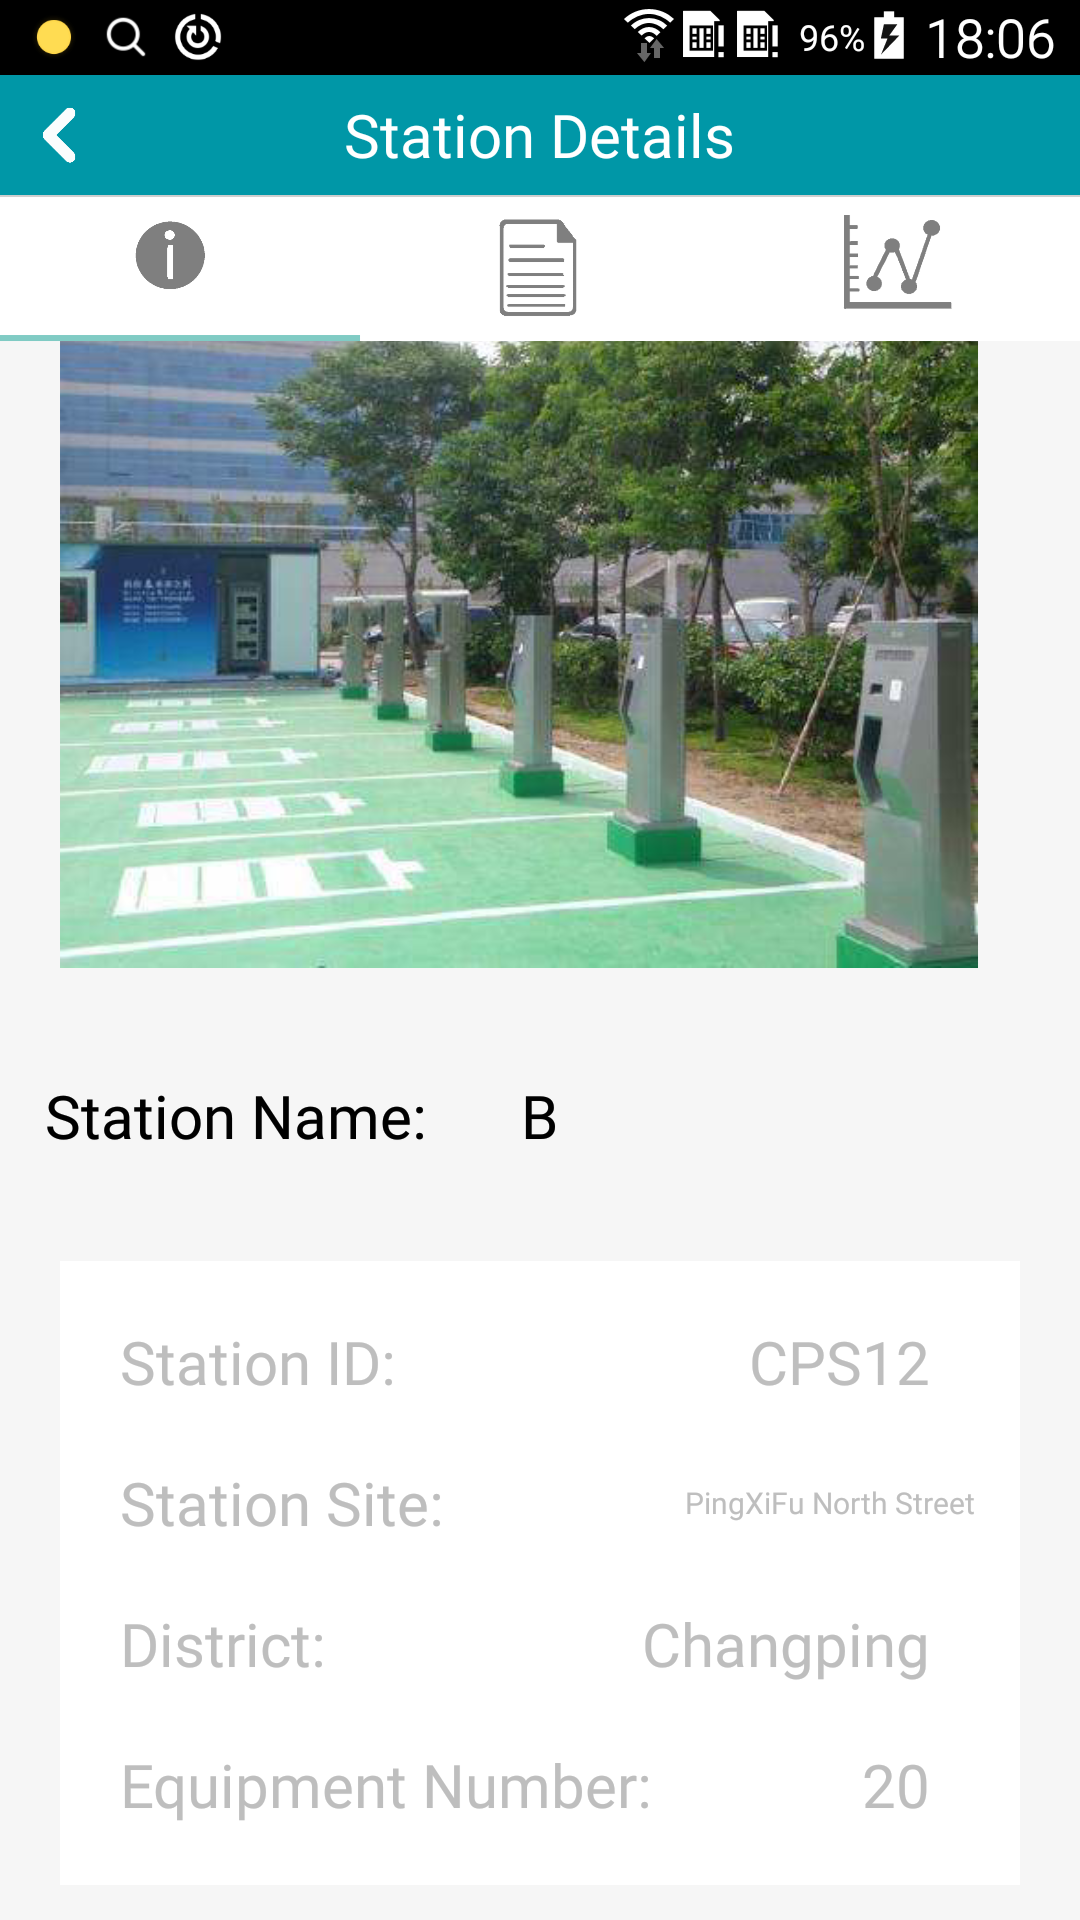 96% 18:06
Station Details
Station Name: B
Station ID: CPS12
Station Site: PingXiFu North Street
District: Changping
Equipment Number: 20